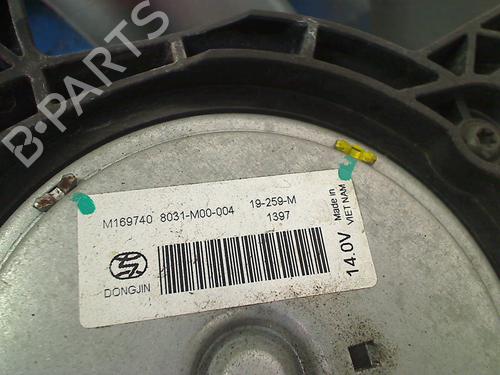 B-PARTS
M169740 8031-M00-004 19-259-M
1397
DONGJIN
14.0V
Made in
VIET NAM